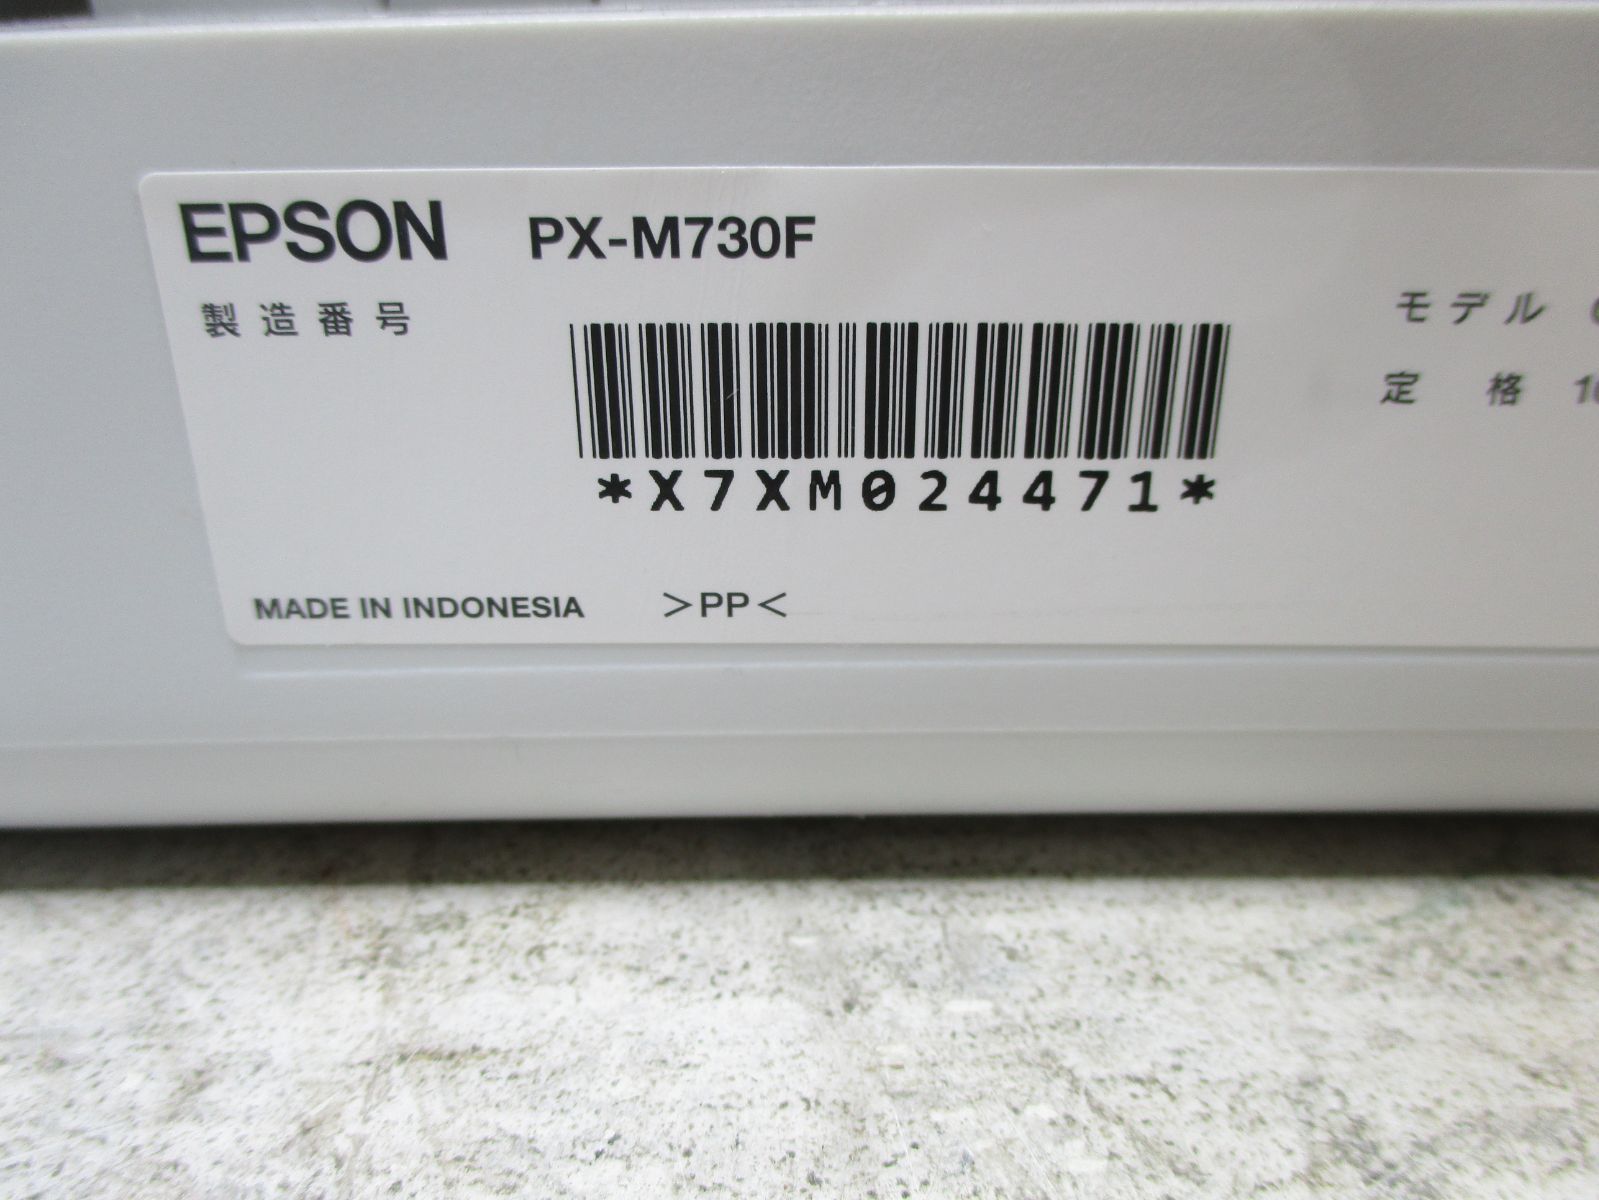 EPSON PX-M730F
製造番号
モデル
*X7XM024471*
定格
MADE IN INDONESIA >PP<